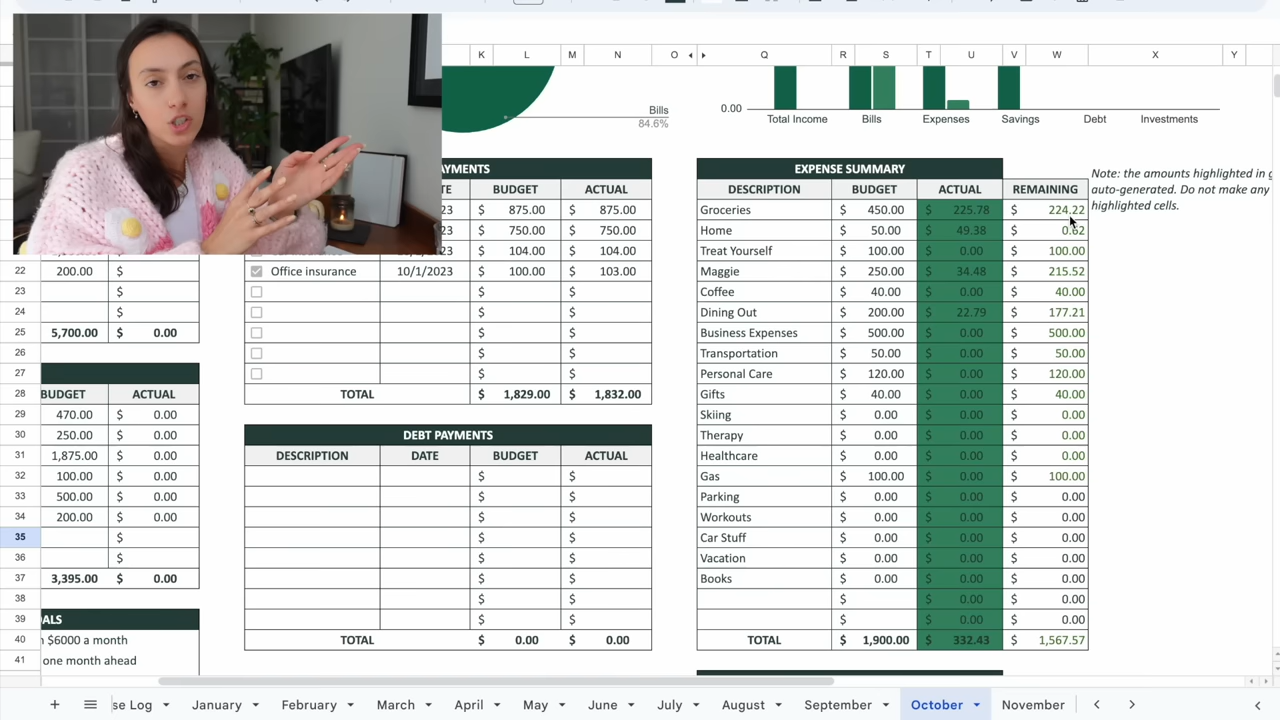 K L M N O Q R S T U V W X Y
Bills
84.6%
0.00
Total Income Bills Expenses Savings Debt Investments
22
23
24
25
26
27
28
29
30
31
32
33
34
35
36
37
38
39
40
41
200.00 $
$
$
5,700.00 $ 0.00
BUDGET ACTUAL
470.00 $ 0.00
250.00 $ 0.00
1,875.00 $ 0.00
100.00 $ 0.00
500.00 $ 0.00
200.00 $ 0.00
$
$
3,395.00 $ 0.00
ALS
$6000 a month
one month ahead
YMENTS
TE BUDGET ACTUAL
23 $ 875.00 $ 875.00
23 $ 750.00 $ 750.00
23 $ 104.00 $ 104.00
Office insurance 10/1/2023 $ 100.00 $ 103.00
$ $
$ $
$ $
$ $
$ $
TOTAL $ 1,829.00 $ 1,832.00
DEBT PAYMENTS
DESCRIPTION DATE BUDGET ACTUAL
$ $
$ $
$ $
$ $
$ $
$ $
$ $
$ $
TOTAL $ 0.00 $ 0.00
EXPENSE SUMMARY
DESCRIPTION BUDGET ACTUAL REMAINING
Groceries $ 450.00 $ 225.78 $ 224.22
Home $ 50.00 $ 49.38 $ 0.62
Treat Yourself $ 100.00 $ 0.00 $ 100.00
Maggie $ 250.00 $ 34.48 $ 215.52
Coffee $ 40.00 $ 0.00 $ 40.00
Dining Out $ 200.00 $ 22.79 $ 177.21
Business Expenses $ 500.00 $ 0.00 $ 500.00
Transportation $ 50.00 $ 0.00 $ 50.00
Personal Care $ 120.00 $ 0.00 $ 120.00
Gifts $ 40.00 $ 0.00 $ 40.00
Skiing $ 0.00 $ 0.00 $ 0.00
Therapy $ 0.00 $ 0.00 $ 0.00
Healthcare $ 0.00 $ 0.00 $ 0.00
Gas $ 100.00 $ 0.00 $ 100.00
Parking $ 0.00 $ 0.00 $ 0.00
Workouts $ 0.00 $ 0.00 $ 0.00
Car Stuff $ 0.00 $ 0.00 $ 0.00
Vacation $ 0.00 $ 0.00 $ 0.00
Books $ 0.00 $ 0.00 $ 0.00
$ $ 0.00 $ 0.00
$ $ 0.00 $ 0.00
TOTAL $ 1,900.00 $ 332.43 $ 1,567.57
Note: the amounts highlighted in g
auto-generated. Do not make any
highlighted cells.
se Log January February March April May June July August September October November